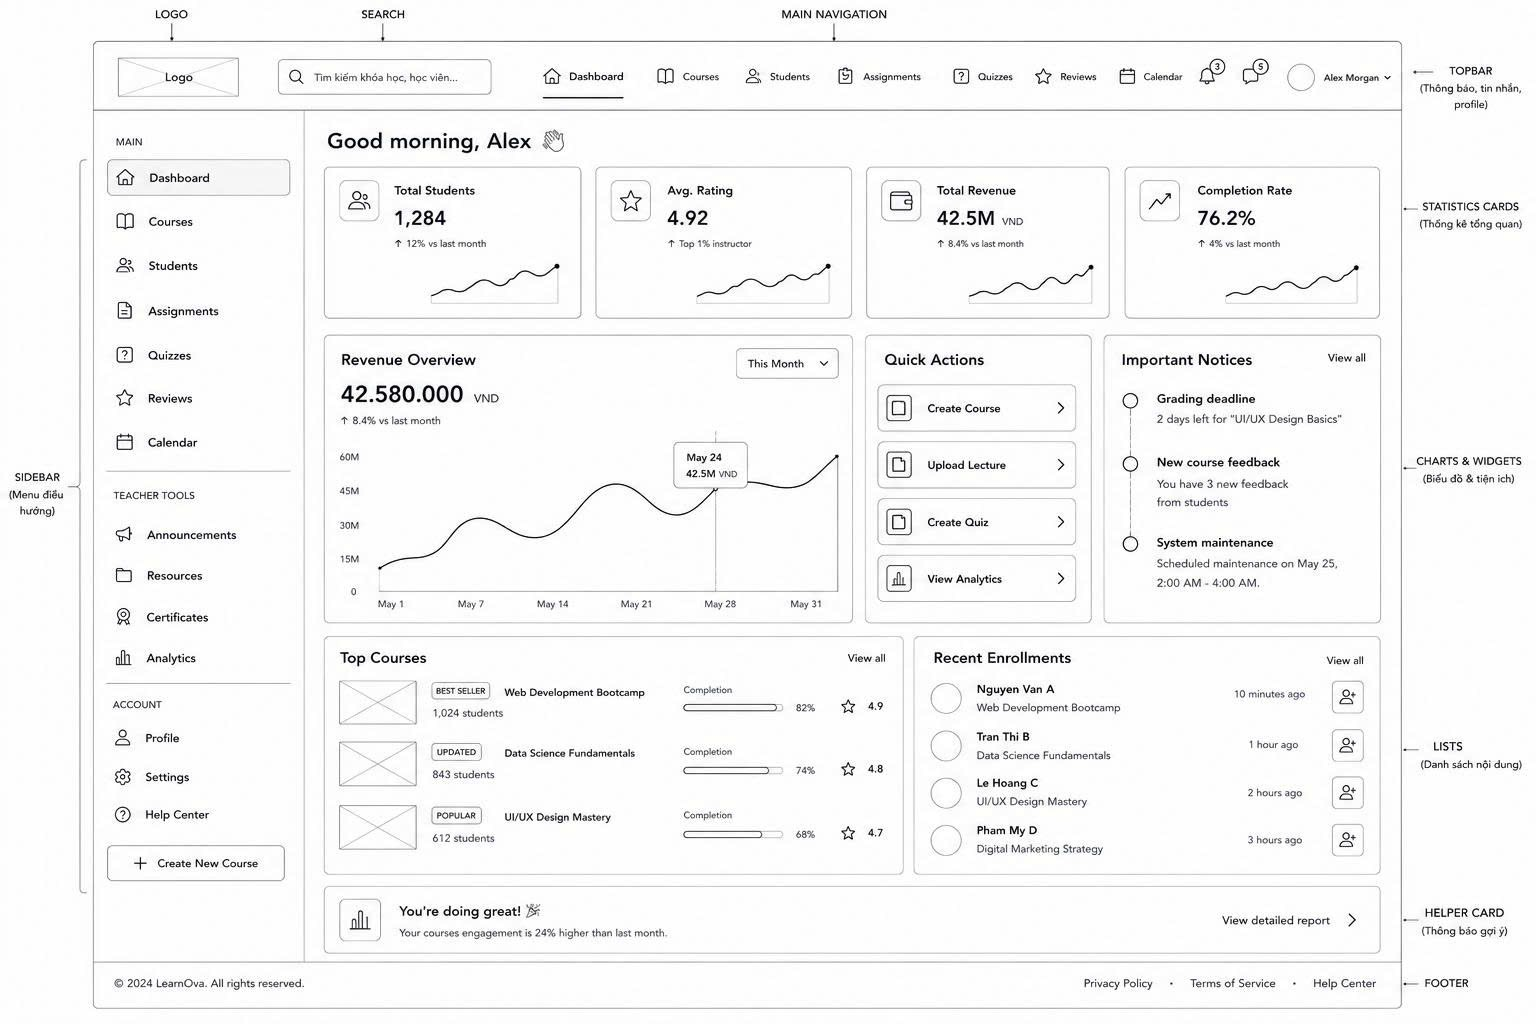 LOGO
SEARCH
MAIN NAVIGATION
Logo
Tìm kiếm khóa học, học viên...
Dashboard
Courses
Students
Assignments
Quizzes
Reviews
Calendar
3
5
Alex Morgan
TOPBAR
(Thông báo, tin nhắn,
profile)
MAIN
Dashboard
Courses
Students
Assignments
Quizzes
Reviews
Calendar
TEACHER TOOLS
Announcements
Resources
Certificates
Analytics
ACCOUNT
Profile
Settings
Help Center
Create New Course
SIDEBAR
(Menu điều
hướng)
Good morning, Alex
Total Students
1,284
↑ 12% vs last month
Avg. Rating
4.92
↑ Top 1% instructor
Total Revenue
42.5M VND
↑ 8.4% vs last month
Completion Rate
76.2%
↑ 4% vs last month
STATISTICS CARDS
(Thống kê tổng quan)
Revenue Overview
This Month
42.580.000 VND
↑ 8.4% vs last month
60M
45M
30M
15M
0
May 24
42.5M VND
May 1
May 7
May 14
May 21
May 28
May 31
Quick Actions
Create Course
Upload Lecture
Create Quiz
View Analytics
Important Notices
View all
Grading deadline
2 days left for "UI/UX Design Basics"
New course feedback
You have 3 new feedback
from students
System maintenance
Scheduled maintenance on May 25,
2:00 AM - 4:00 AM.
CHARTS & WIDGETS
(Biểu đồ & tiện ích)
Top Courses
View all
BEST SELLER
Web Development Bootcamp
1,024 students
Completion
82%
4.9
UPDATED
Data Science Fundamentals
843 students
Completion
74%
4.8
POPULAR
UI/UX Design Mastery
612 students
Completion
68%
4.7
Recent Enrollments
View all
Nguyen Van A
Web Development Bootcamp
10 minutes ago
Tran Thi B
Data Science Fundamentals
1 hour ago
Le Hoang C
UI/UX Design Mastery
2 hours ago
Pham My D
Digital Marketing Strategy
3 hours ago
LISTS
(Danh sách nội dung)
You're doing great!
Your courses engagement is 24% higher than last month.
View detailed report
HELPER CARD
(Thông báo gợi ý)
© 2024 LearnOva. All rights reserved.
Privacy Policy • Terms of Service • Help Center
FOOTER